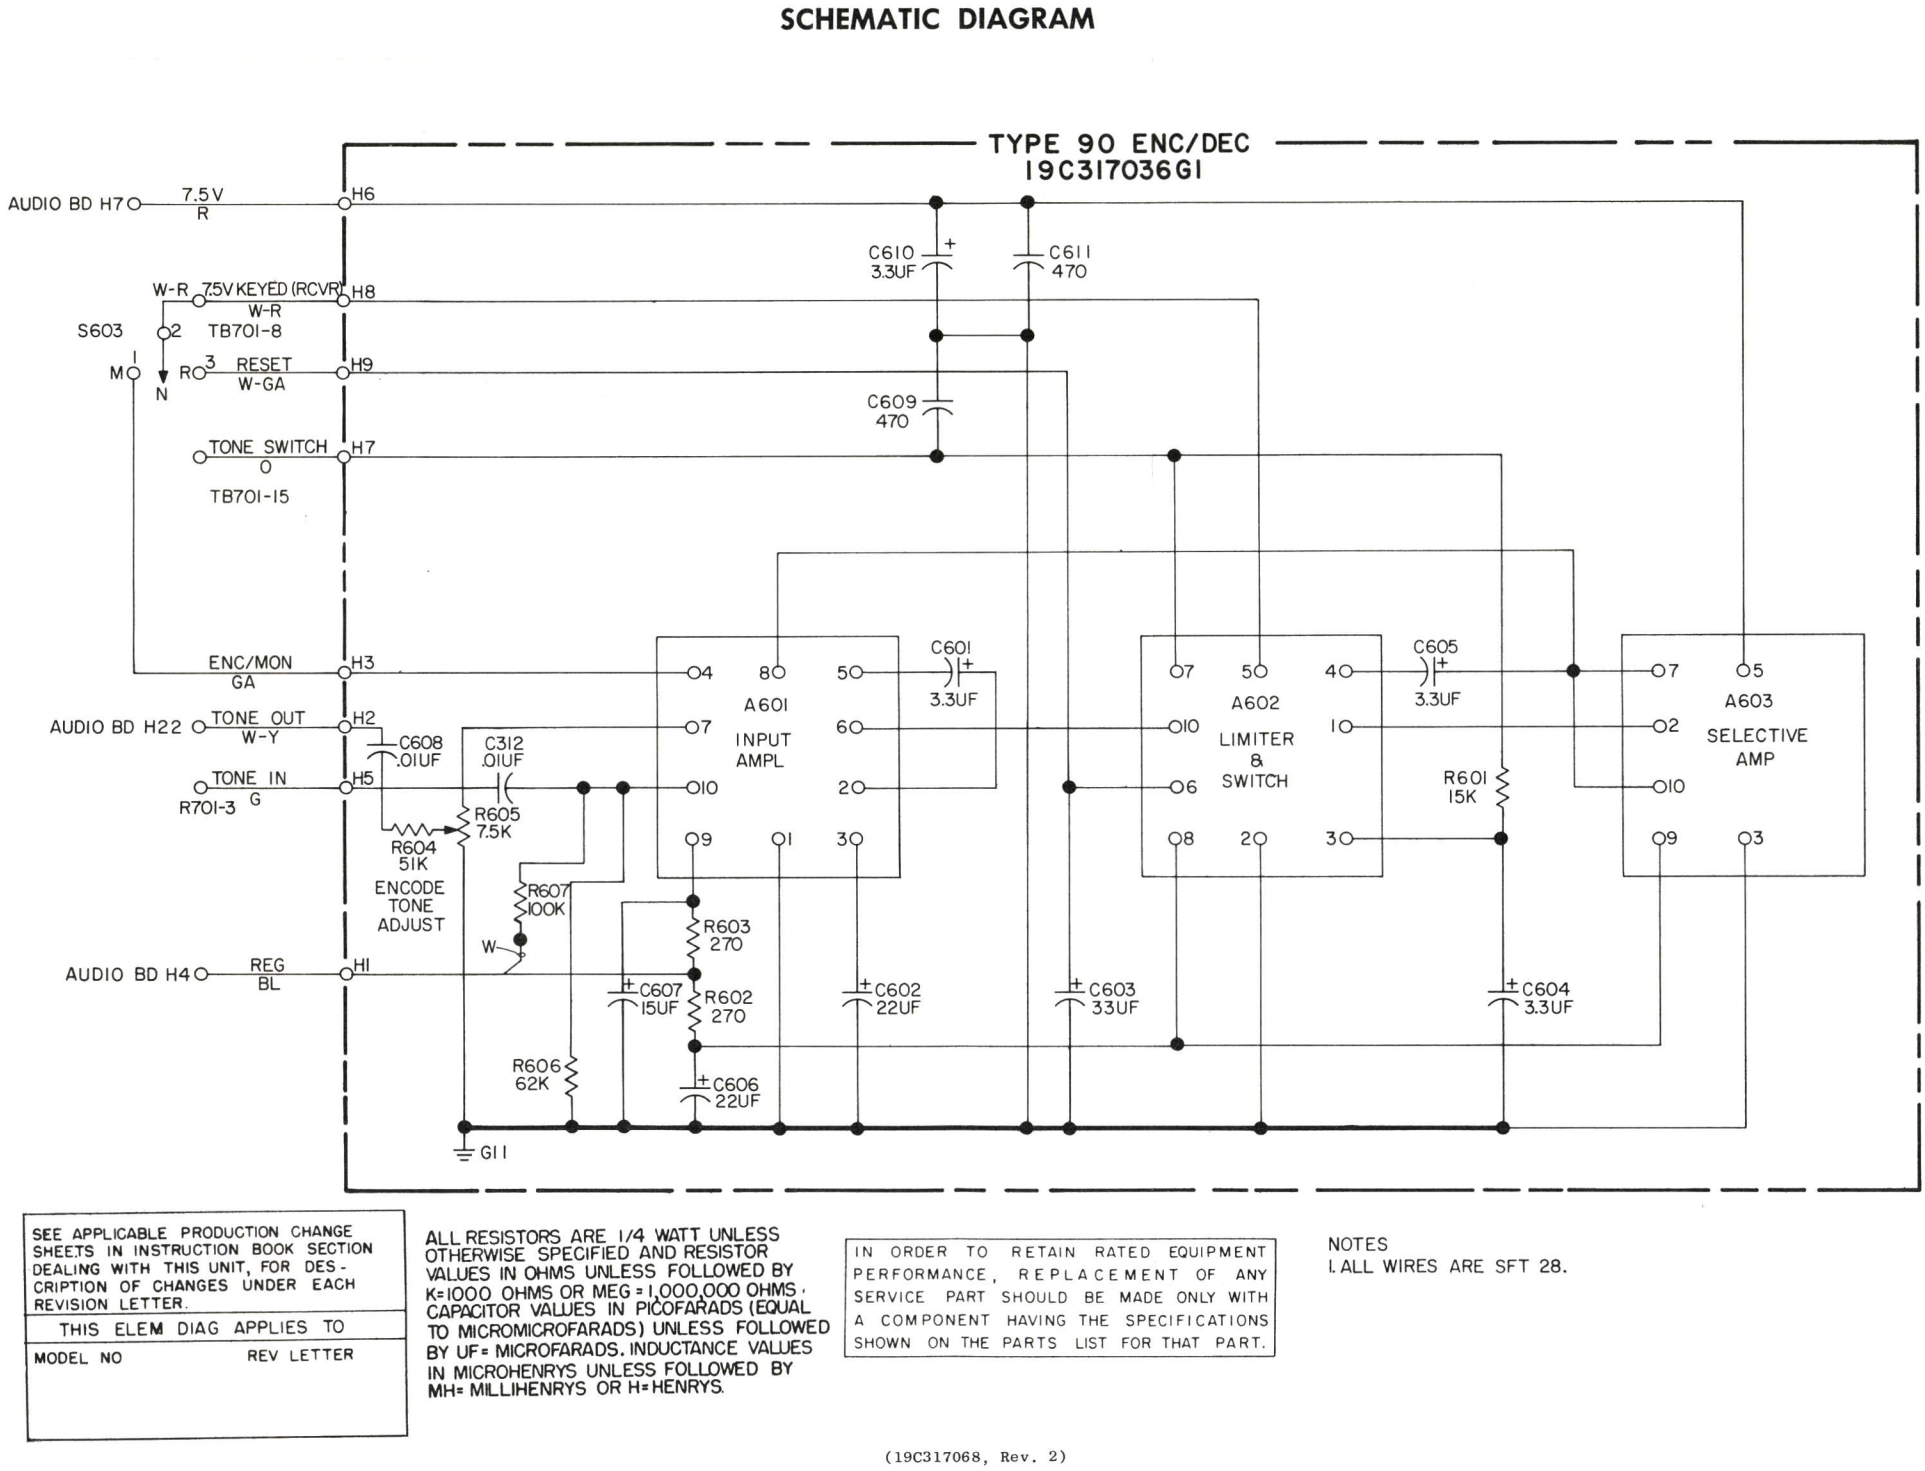 SCHEMATIC DIAGRAM
TYPE 90 ENC/DEC
19C317036G1
AUDIO BD H7
7.5V
R
H6
C610
+
3.3UF
C611
470
W-R
7.5V KEYED (RCVR)
H8
W-R
S603
2
TB701-8
1
M
N
R
3
RESET
W-GA
H9
C609
470
TONE SWITCH
O
H7
TB701-15
ENC/MON
GA
H3
AUDIO BD H22
TONE OUT
W-Y
H2
C608
.01UF
C312
.01UF
TONE IN
G
H5
R701-3
R605
7.5K
R604
51K
ENCODE
TONE
ADJUST
R607
100K
W
AUDIO BD H4
REG
BL
H1
4
8
5
A601
7
INPUT
AMPL
6
10
2
9
1
3
C601
+
3.3UF
7
5
4
A602
10
LIMITER
&
SWITCH
1
6
8
2
3
C605
+
3.3UF
R601
15K
7
5
A603
2
SELECTIVE
AMP
10
9
3
R603
270
+
C607
15UF
R602
270
+
C602
22UF
+
C603
33UF
+
C604
3.3UF
R606
62K
+
C606
22UF
G11
SEE APPLICABLE PRODUCTION CHANGE
SHEETS IN INSTRUCTION BOOK SECTION
DEALING WITH THIS UNIT, FOR DES-
CRIPTION OF CHANGES UNDER EACH
REVISION LETTER.
THIS ELEM DIAG APPLIES TO
MODEL NO REV LETTER
ALL RESISTORS ARE 1/4 WATT UNLESS
OTHERWISE SPECIFIED AND RESISTOR
VALUES IN OHMS UNLESS FOLLOWED BY
K=1000 OHMS OR MEG = 1,000,000 OHMS.
CAPACITOR VALUES IN PICOFARADS (EQUAL
TO MICROMICROFARADS) UNLESS FOLLOWED
BY UF= MICROFARADS. INDUCTANCE VALUES
IN MICROHENRYS UNLESS FOLLOWED BY
MH= MILLIHENRYS OR H=HENRYS.
IN ORDER TO RETAIN RATED EQUIPMENT
PERFORMANCE, REPLACEMENT OF ANY
SERVICE PART SHOULD BE MADE ONLY WITH
A COMPONENT HAVING THE SPECIFICATIONS
SHOWN ON THE PARTS LIST FOR THAT PART.
NOTES
1. ALL WIRES ARE SFT 28.
(19C317068, Rev. 2)